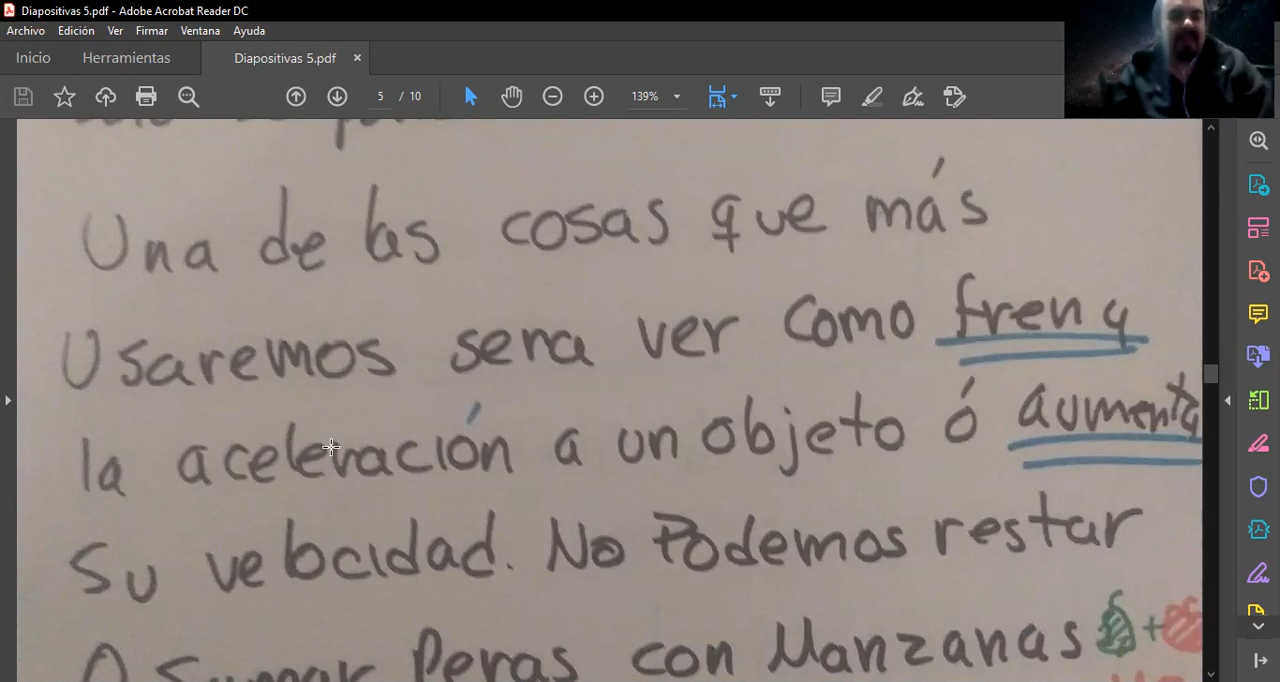 Diapositivas 5.pdf - Adobe Acrobat Reader DC
Archivo Edición Ver Firmar Ventana Ayuda
Inicio Herramientas Diapositivas 5.pdf ×
5 / 10 139%
Una de las cosas que más
Usaremos sera ver como frena
la aceleración a un objeto ó aumenta
Su velocidad. No Podemos restar
O Sumar Peras con Manzanas